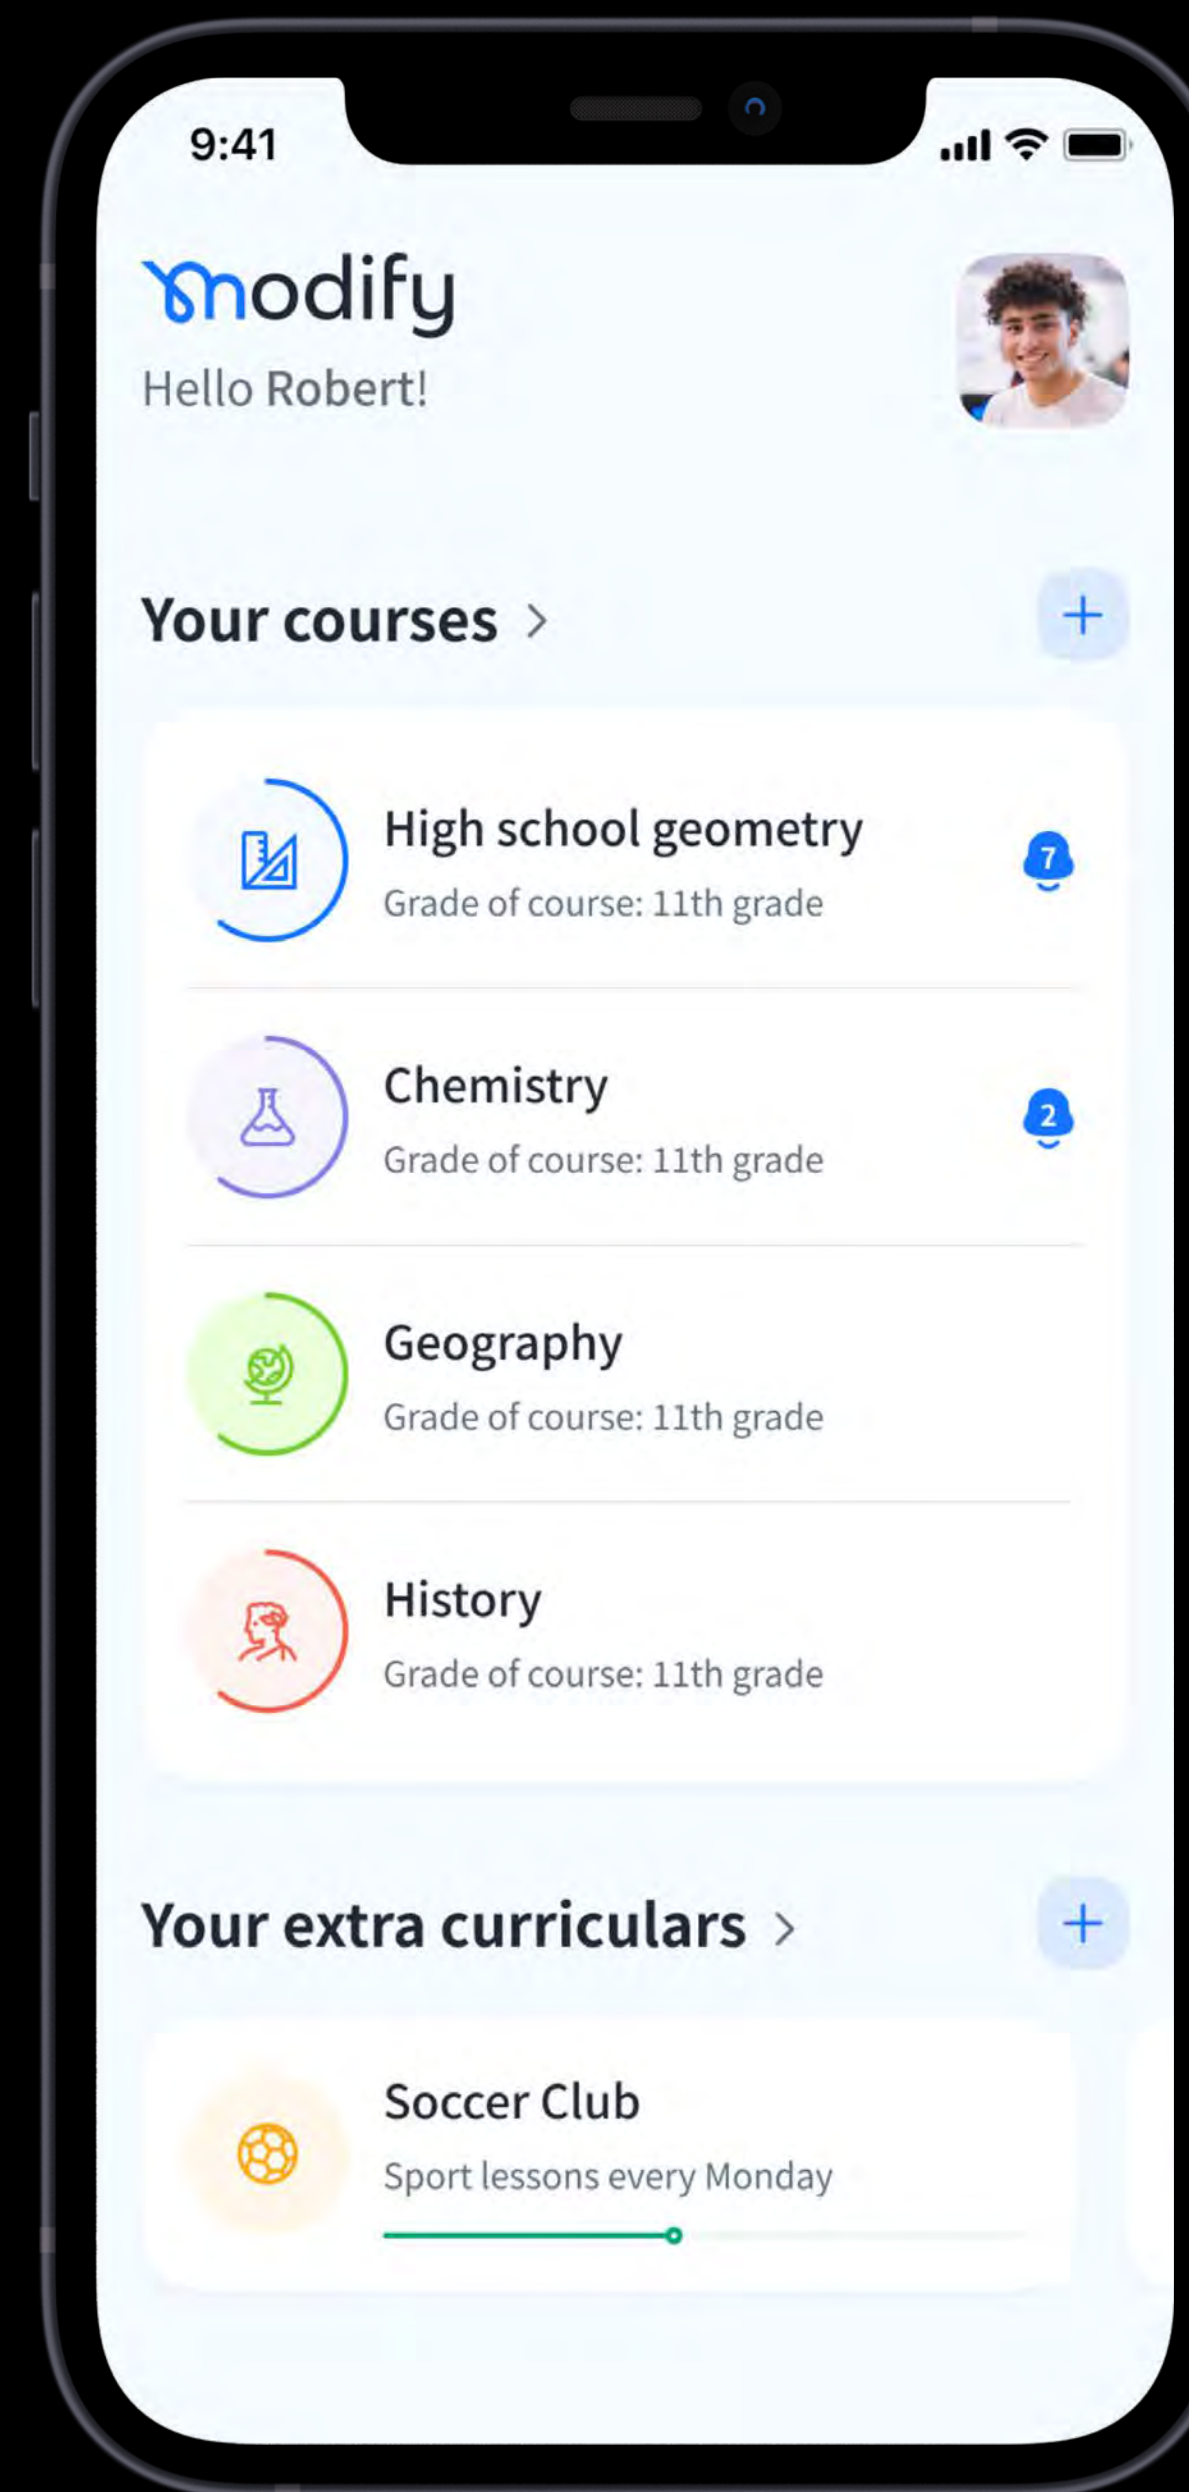 9:41
modify
Hello Robert!
Your courses
High school geometry
7
Grade of course: 11th grade
Chemistry
2
Grade of course: 11th grade
Geography
Grade of course: 11th grade
History
Grade of course: 11th grade
Your extra curriculars
Soccer Club
Sport lessons every Monday